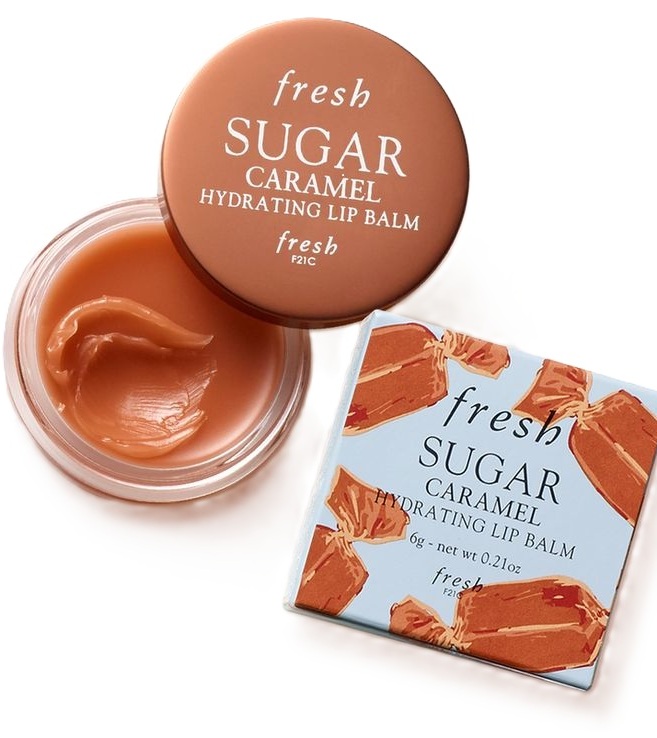 fresh
SUGAR
CARAMEL
HYDRATING LIP BALM
fresh
F21C
fresh
SUGAR
CARAMEL
HYDRATING LIP BALM
6g - net wt 0.21oz
fresh
F21C